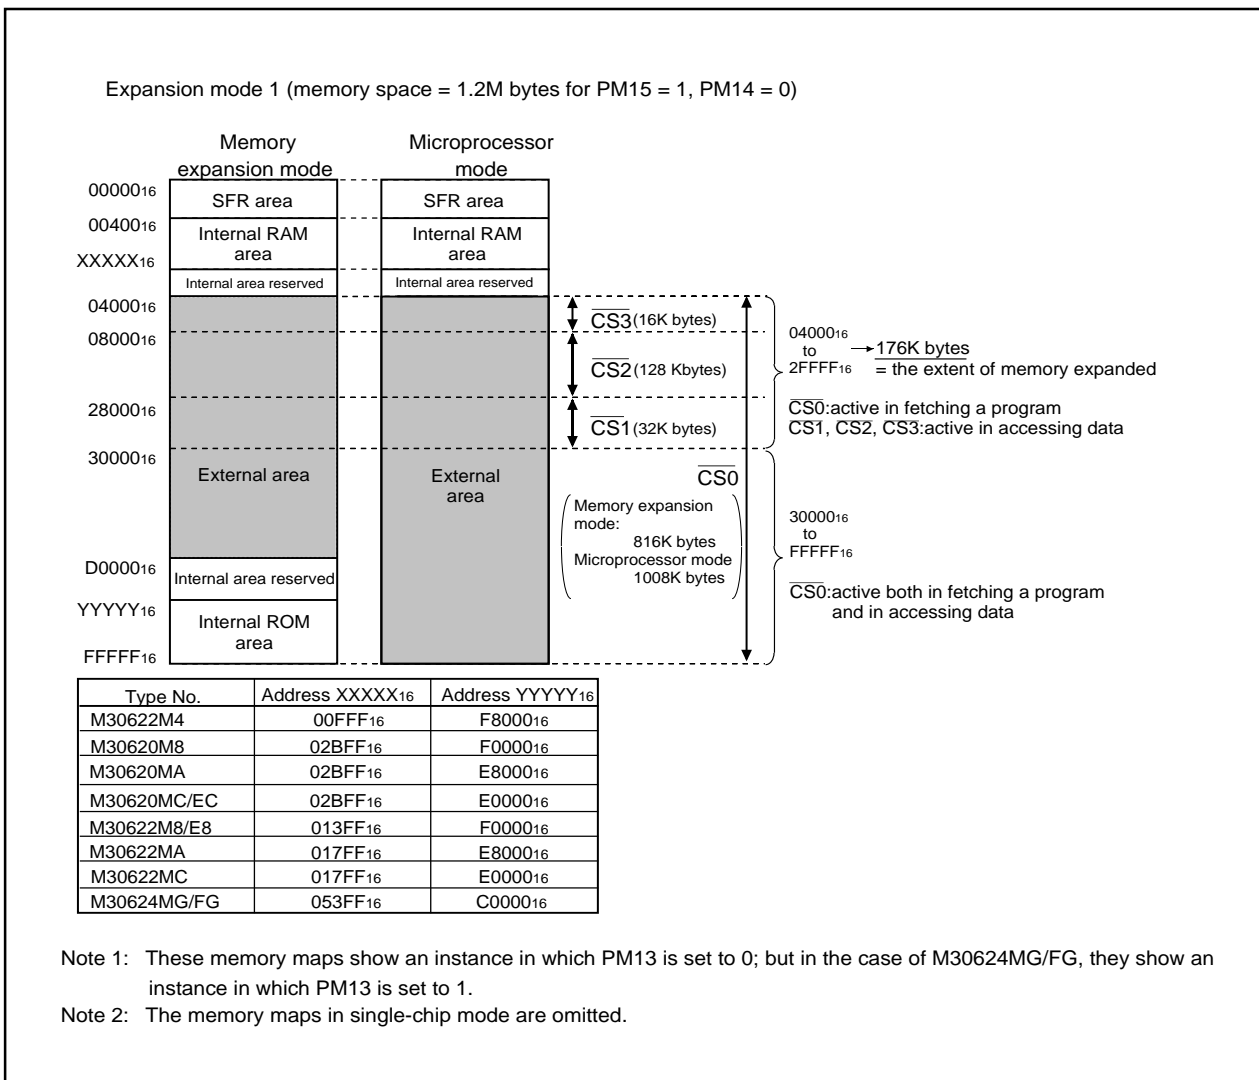 Expansion mode 1 (memory space = 1.2M bytes for PM15 = 1, PM14 = 0)
Memory
expansion mode
Microprocessor
mode
0000016
0040016
XXXXX16
0400016
0800016
2800016
3000016
D000016
YYYYY16
FFFFF16
SFR area
Internal RAM
area
Internal area reserved
External area
Internal area reserved
Internal ROM
area
SFR area
Internal RAM
area
Internal area reserved
External
area
CS3(16K bytes)
CS2(128 Kbytes)
CS1(32K bytes)
CS0
Memory expansion
mode:
816K bytes
Microprocessor mode
1008K bytes
0400016
to
2FFFF16
→176K bytes
= the extent of memory expanded
CS0:active in fetching a program
CS1, CS2, CS3:active in accessing data
3000016
to
FFFFF16
CS0:active both in fetching a program
and in accessing data
Type No. Address XXXXX16 Address YYYYY16
M30622M4 00FFF16 F800016
M30620M8 02BFF16 F000016
M30620MA 02BFF16 E800016
M30620MC/EC 02BFF16 E000016
M30622M8/E8 013FF16 F000016
M30622MA 017FF16 E800016
M30622MC 017FF16 E000016
M30624MG/FG 053FF16 C000016
Note 1: These memory maps show an instance in which PM13 is set to 0; but in the case of M30624MG/FG, they show an
instance in which PM13 is set to 1.
Note 2: The memory maps in single-chip mode are omitted.